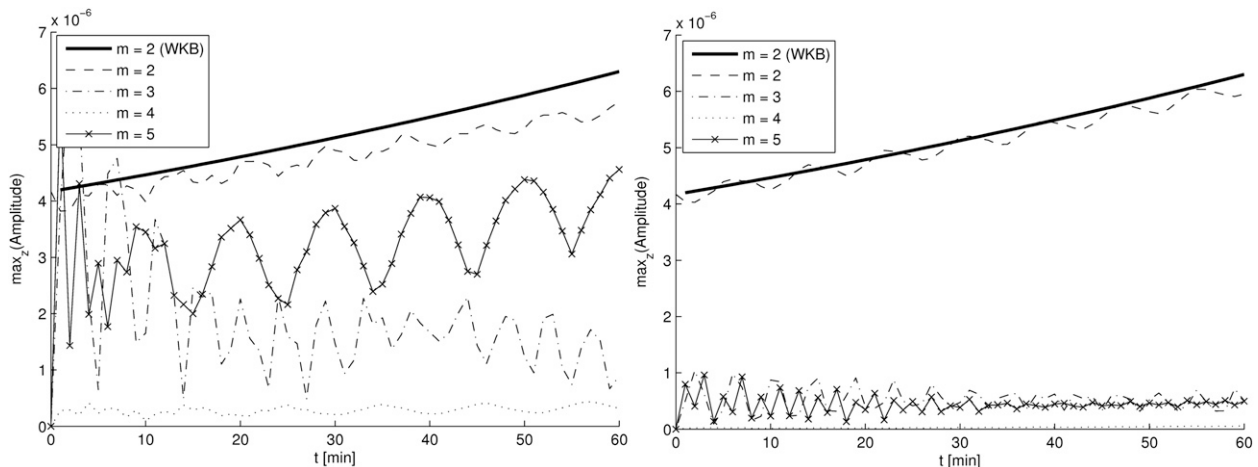 x 10⁻⁶
7
6
5
4
3
2
1
0
0
10
20
30
40
50
60
max_z(Amplitude)
t [min]
m = 2 (WKB)
m = 2
m = 3
m = 4
m = 5
x 10⁻⁶
7
6
5
4
3
2
1
0
0
10
20
30
40
50
60
max_z(Amplitude)
t [min]
m = 2 (WKB)
m = 2
m = 3
m = 4
m = 5